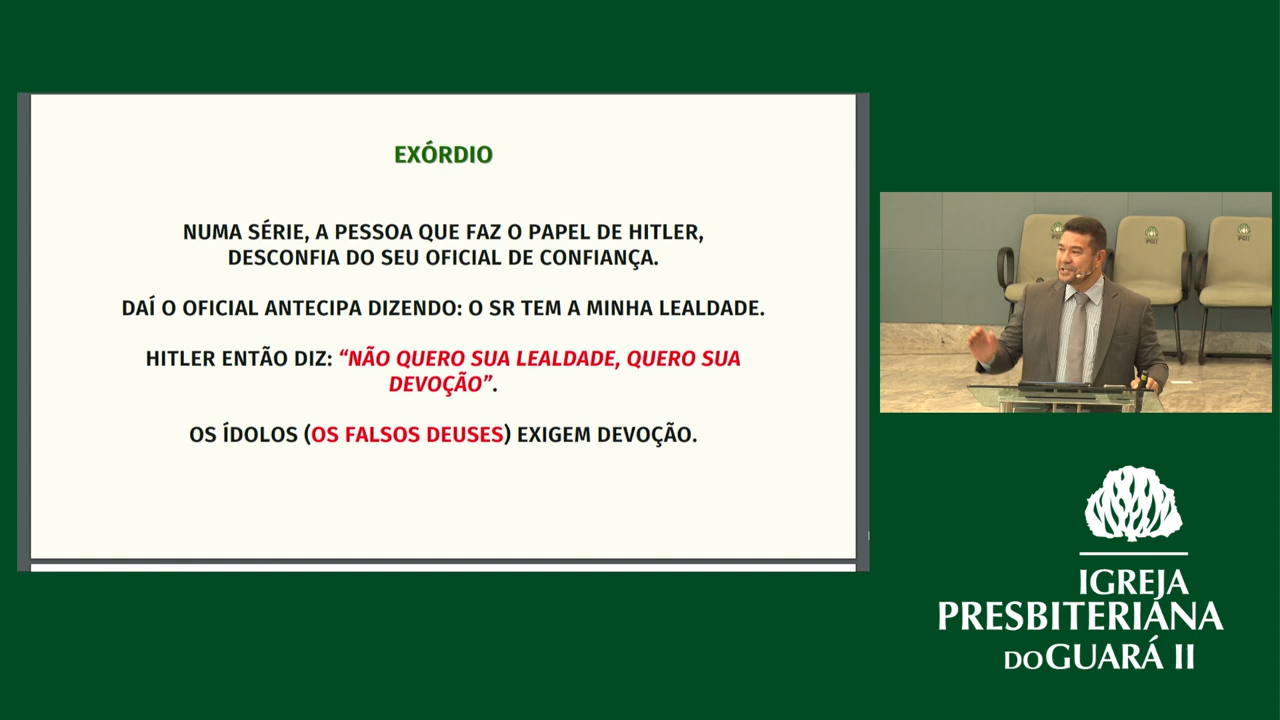 EXÓRDIO
NUMA SÉRIE, A PESSOA QUE FAZ O PAPEL DE HITLER,
DESCONFIA DO SEU OFICIAL DE CONFIANÇA.
DAÍ O OFICIAL ANTECIPA DIZENDO: O SR TEM A MINHA LEALDADE.
HITLER ENTÃO DIZ: “NÃO QUERO SUA LEALDADE, QUERO SUA
DEVOÇÃO”.
OS ÍDOLOS (OS FALSOS DEUSES) EXIGEM DEVOÇÃO.
IGREJA
PRESBITERIANA
DO GUARÁ II